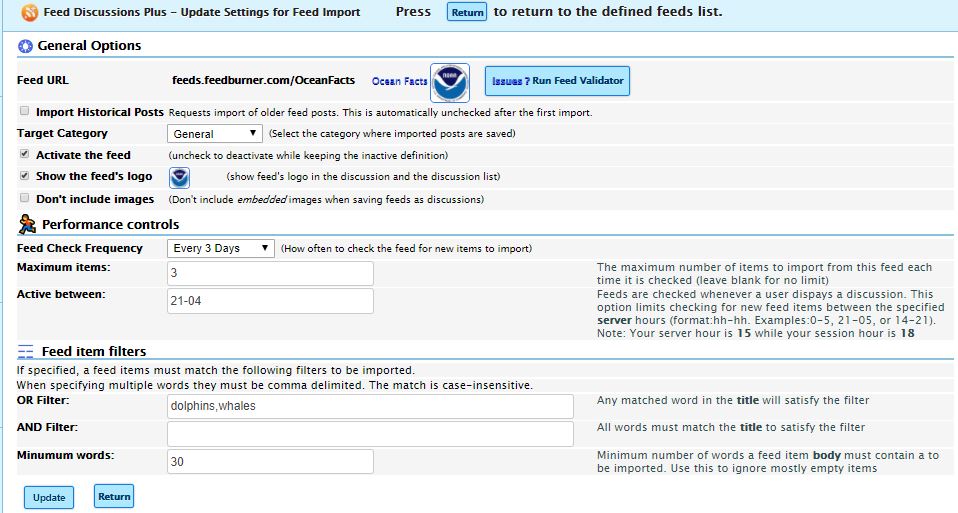 Feed Discussions Plus - Update Settings for Feed Import Press Return to return to the defined feeds list.
General Options
Feed URL feeds.feedburner.com/OceanFacts Ocean Facts NOAA Issues ? Run Feed Validator
Import Historical Posts Requests import of older feed posts. This is automatically unchecked after the first import.
Target Category General (Select the category where imported posts are saved)
Activate the feed (uncheck to deactivate while keeping the inactive definition)
Show the feed's logo (show feed's logo in the discussion and the discussion list)
Don't include images (Don't include embedded images when saving feeds as discussions)
Performance controls
Feed Check Frequency Every 3 Days (How often to check the feed for new items to import)
Maximum items: 3 The maximum number of items to import from this feed each
time it is checked (leave blank for no limit)
Active between: 21-04 Feeds are checked whenever a user dispays a discussion. This
option limits checking for new feed items between the specified
server hours (format:hh-hh. Examples:0-5, 21-05, or 14-21).
Note: Your server hour is 15 while your session hour is 18
Feed item filters
If specified, a feed items must match the following filters to be imported.
When specifying multiple words they must be comma delimited. The match is case-insensitive.
OR Filter: dolphins,whales Any matched word in the title will satisfy the filter
AND Filter: All words must match the title to satisfy the filter
Minumum words: 30 Minimum number of words a feed item body must contain a to
be imported. Use this to ignore mostly empty items
Update Return